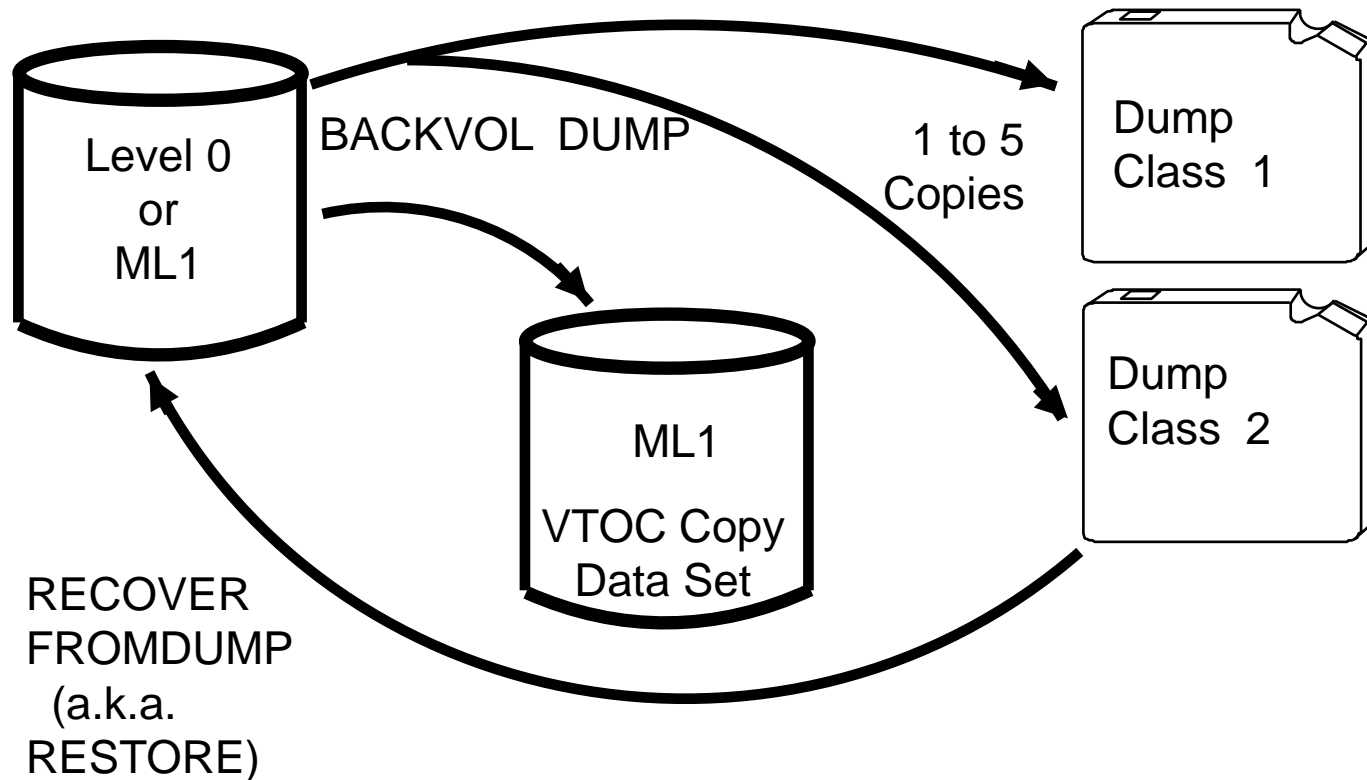 Level 0
or
ML1
BACKVOL DUMP
1 to 5
Copies
Dump
Class 1
Dump
Class 2
ML1
VTOC Copy
Data Set
RECOVER
FROMDUMP
(a.k.a.
RESTORE)